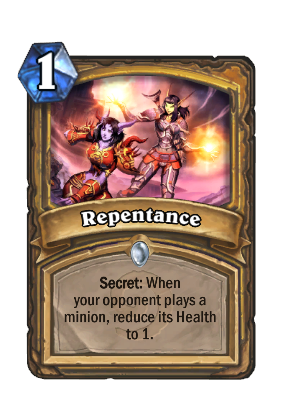 1
Repentance
Secret: When
your opponent plays a
minion, reduce its Health
to 1.